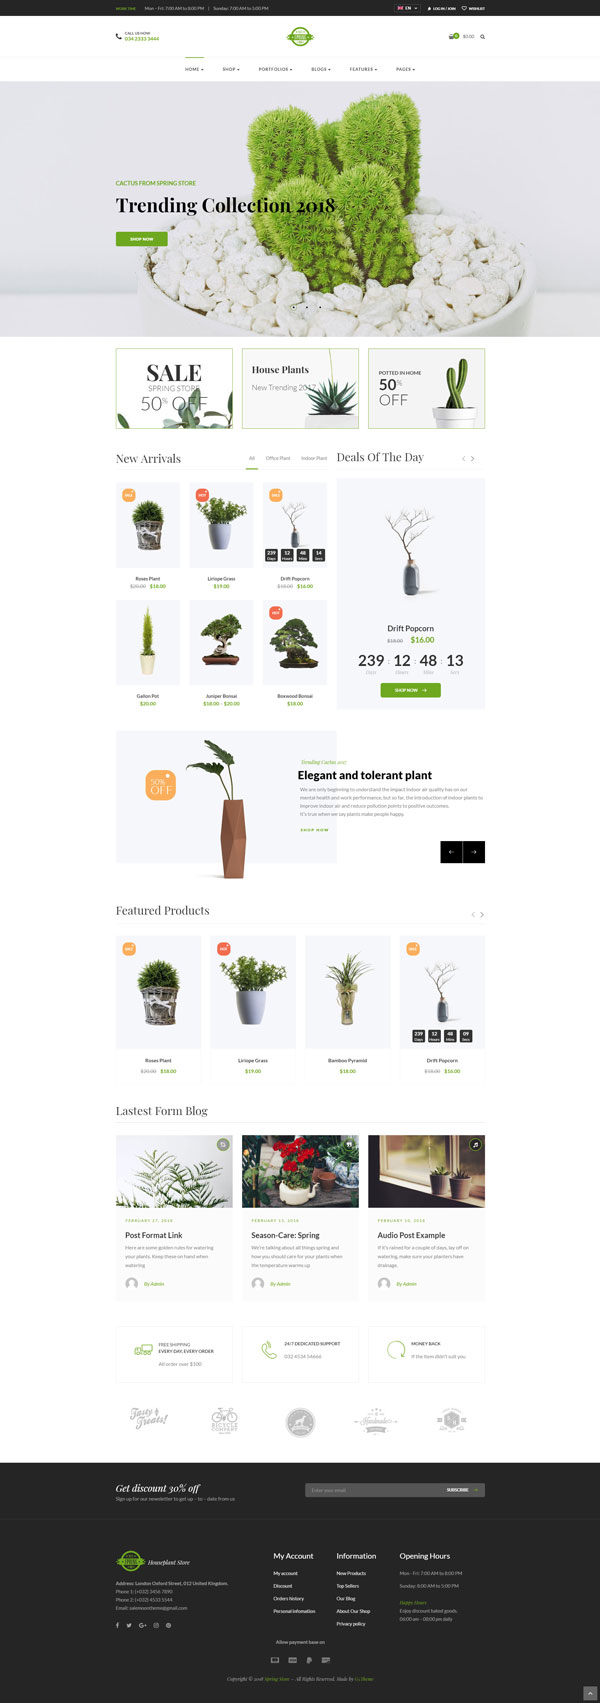 WORK TIME Mon - Fri: 7:00 AM to 8:00 PM | Sunday: 7:00 AM to 5:00 PM EN LOG IN / JOIN WISHLIST
CALL US NOW
034 2333 3444
SPRING
0 $0.00
HOME SHOP PORTFOLIOS BLOGS FEATURES PAGES
CACTUS FROM SPRING STORE
Trending Collection 2018
SHOP NOW
SALE
SPRING STORE
50% OFF
House Plants
New Trending 2017
POTTED IN HOME
50%
OFF
New Arrivals
All Office Plant Indoor Plant
Deals Of The Day
SALE
HOT
SALE
239 12 48 14
Days Hours Mins Secs
Roses Plant
$20.00 $18.00
Liriope Grass
$19.00
Drift Popcorn
$18.00 $16.00
HOT
Gallon Pot
$20.00
Juniper Bonsai
$18.00 - $20.00
Boxwood Bonsai
$18.00
Drift Popcorn
$18.00 $16.00
239 : 12 : 48 : 13
Days Hours Mins Secs
SHOP NOW
50%
OFF
Trending Cactus 2017
Elegant and tolerant plant
We are only beginning to understand the impact indoor air quality has on our
mental health and work performance, but so far, the introduction of indoor plants to
improve indoor air and reduce pollution points to positive outcomes.
It's true when we say plants make people happy.
SHOP NOW
Featured Products
SALE
HOT
SALE
239 12 48 09
Days Hours Mins Secs
Roses Plant
$20.00 $18.00
Liriope Grass
$19.00
Bamboo Pyramid
$18.00
Drift Popcorn
$18.00 $16.00
Lastest Form Blog
FEBRUARY 27, 2018
Post Format Link
Here are some golden rules for watering
your plants. Keep these on hand when
watering
By Admin
FEBRUARY 10, 2018
Season-Care: Spring
We're talking about all things spring and
how you should care for your plants when
the temperature warms up
By Admin
FEBRUARY 10, 2018
Audio Post Example
If it's rained for a couple of days, lay off on
watering, make sure your planters have
drainage.
By Admin
FREE SHIPPING
EVERY DAY, EVERY ORDER
All order over $100
24/7 DEDICATED SUPPORT
032 4534 54666
MONEY BACK
If the item didn't suit you
Tasty Treats!
BICYCLE
COMPANY
Handmade
Get discount 30% off
Sign up for our newsletter to get up - to - date from us
Enter your email SUBSCRIBE
SPRING
Houseplant Store
Address: London Oxford Street, 012 United Kingdom.
Phone 1: (+032) 3456 7890
Phone 2: (+032) 4533 5544
Email: salenesontheme@gmail.com
My Account
My account
Discount
Orders history
Personal information
Information
New Products
Top Sellers
Our Blog
About Our Shop
Privacy policy
Opening Hours
Mon - Fri: 7:00 AM to 8:00 PM
Sunday: 8:00 AM to 5:00 PM
Happy Hours
Enjoy discount baked goods.
06:00 am - 08:00 pm daily
Allow payment base on
Copyright © 2018 Spring Store – All Rights Reserved. Made by G5Theme